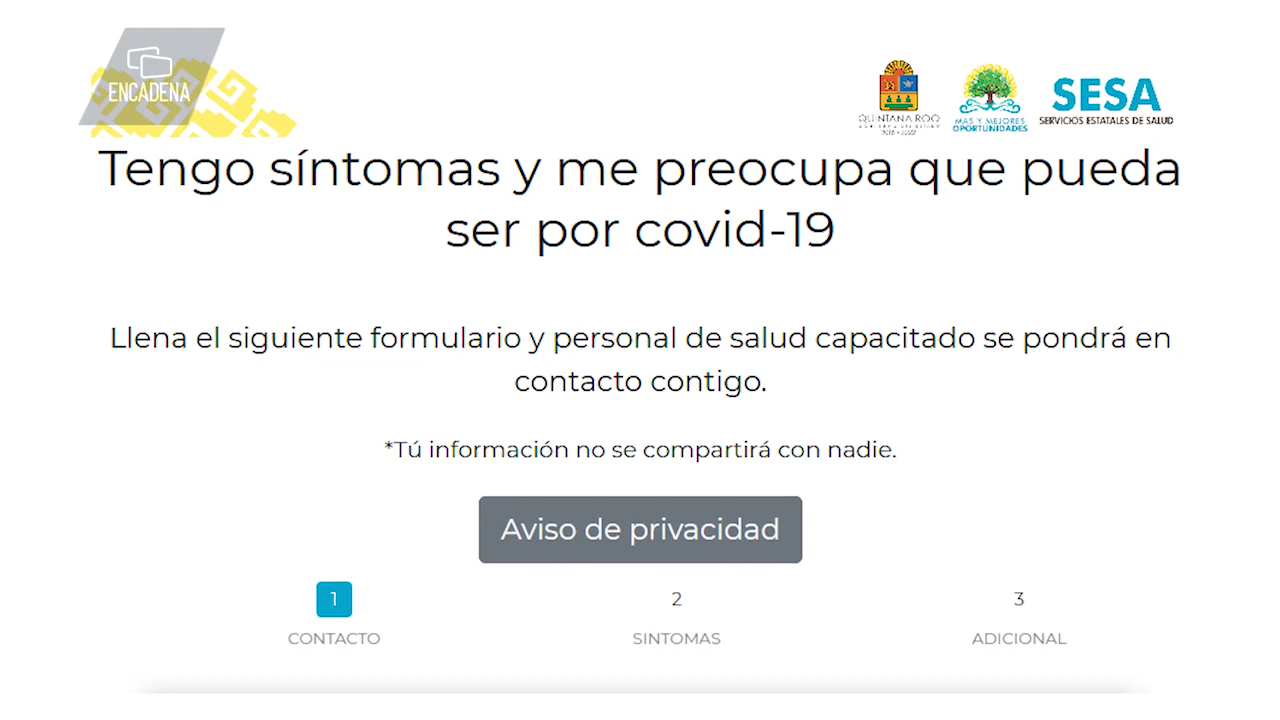 ENCADENA
QUINTANA ROO
MÁS Y MEJORES
OPORTUNIDADES
SESA
SERVICIOS ESTATALES DE SALUD
Tengo síntomas y me preocupa que pueda
ser por covid-19
Llena el siguiente formulario y personal de salud capacitado se pondrá en
contacto contigo.
*Tú información no se compartirá con nadie.
Aviso de privacidad
1
2
3
CONTACTO
SINTOMAS
ADICIONAL